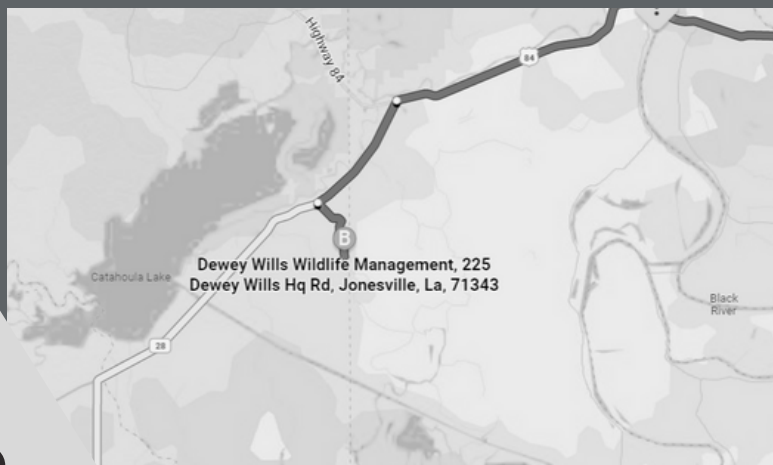 Highway 84
84
B
Dewey Wills Wildlife Management, 225
Dewey Wills Hq Rd, Jonesville, La, 71343
Catahoula Lake
Black
River
28